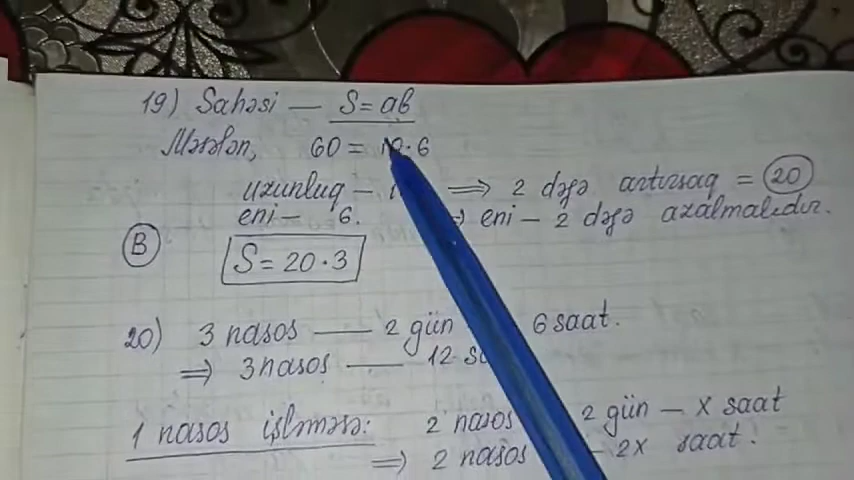 19) Sahəsi — S = ab
Məsələn, 60 = 10·6
uzunluq – ⟹ 2 dəfə artırsaq = 20
eni – 6. eni – 2 dəfə azalmalıdır.
B S = 20·3
20) 3 nasos — 2 gün 6 saat.
⟹ 3 nasos — 12
1 nasos işləməsə: 2 nasos 2 gün – x saat
⟹ 2 nasos – 2x saat.